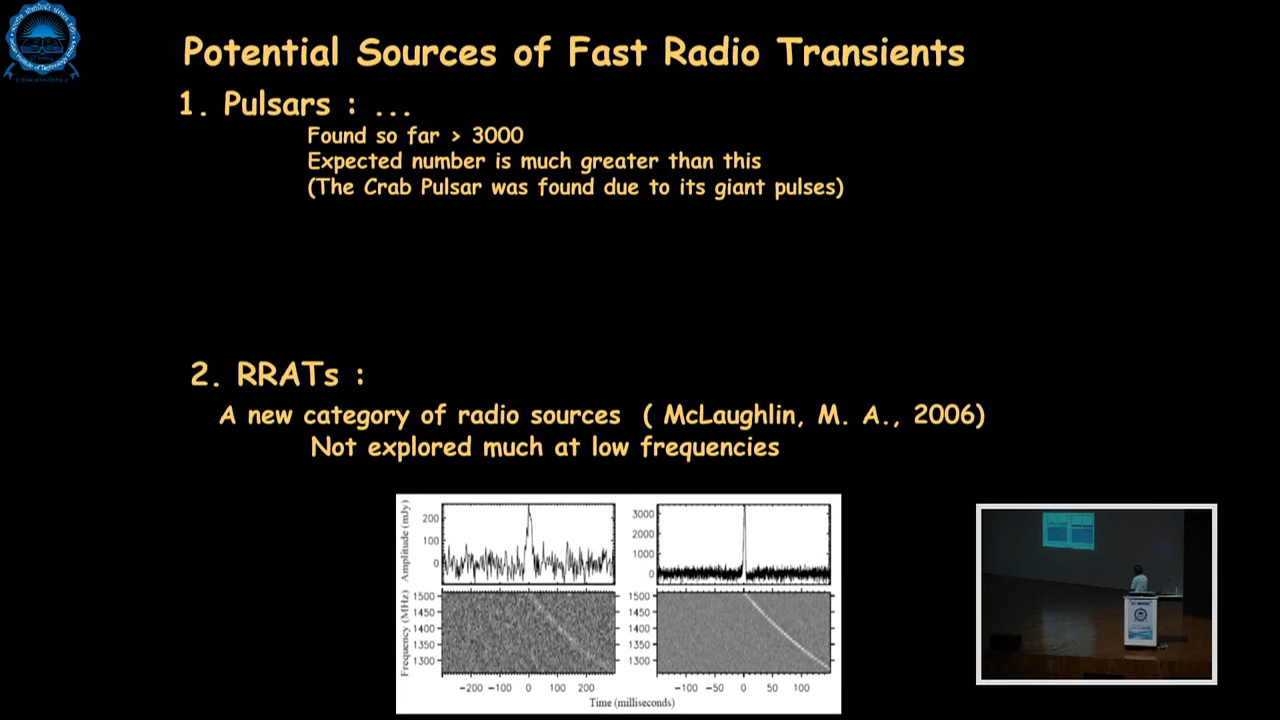 Potential Sources of Fast Radio Transients
1. Pulsars : ...
Found so far > 3000
Expected number is much greater than this
(The Crab Pulsar was found due to its giant pulses)
2. RRATs :
A new category of radio sources ( McLaughlin, M. A., 2006)
Not explored much at low frequencies
Amplitude (mJy)
200
100
0
3000
2000
1000
0
Frequency (MHz)
1500
1450
1400
1350
1300
1500
1450
1400
1350
1300
−200 −100 0 100 200
−100 −50 0 50 100
Time (milliseconds)